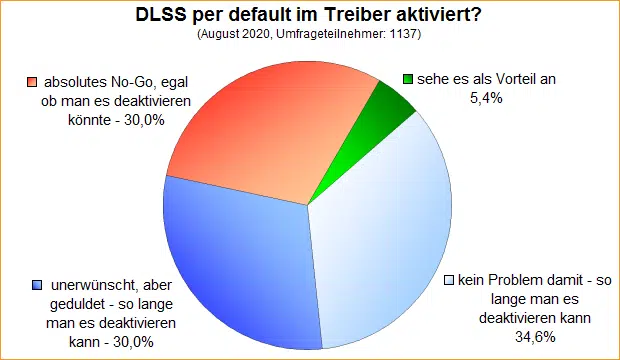 DLSS per default im Treiber aktiviert?
(August 2020, Umfrageteilnehmer: 1137)
absolutes No-Go, egal
ob man es deaktivieren
könnte - 30,0%
sehe es als Vorteil an
5,4%
unerwünscht, aber
geduldet - so lange
man es deaktivieren
kann - 30,0%
kein Problem damit - so
lange man es
deaktivieren kann
34,6%